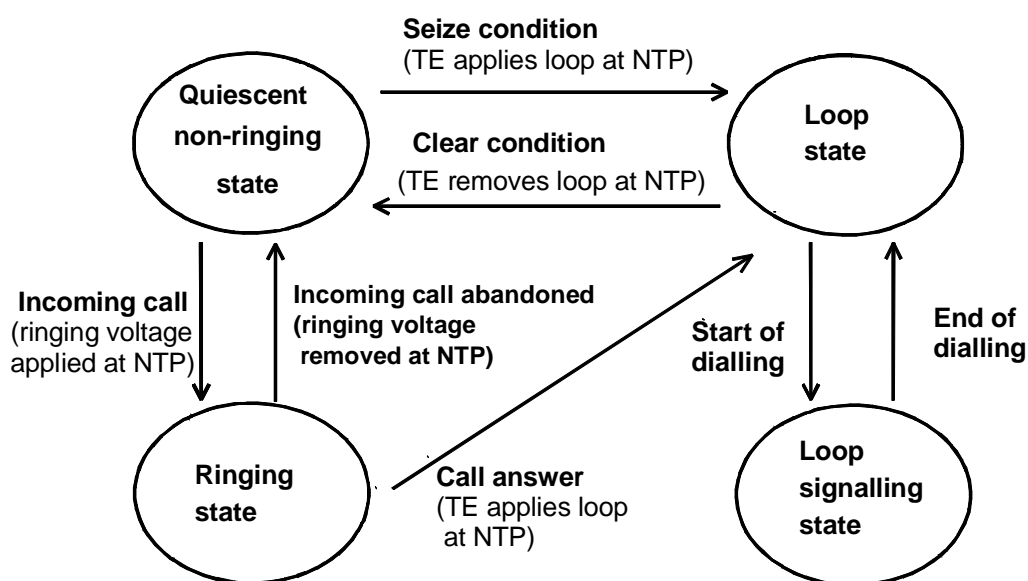 Seize condition
(TE applies loop at NTP)
Quiescent
non-ringing
state
Loop
state
Clear condition
(TE removes loop at NTP)
Incoming call
(ringing voltage
applied at NTP)
Incoming call abandoned
(ringing voltage
removed at NTP)
Start of
dialling
End of
dialling
Ringing
state
Call answer
(TE applies loop
at NTP)
Loop
signalling
state